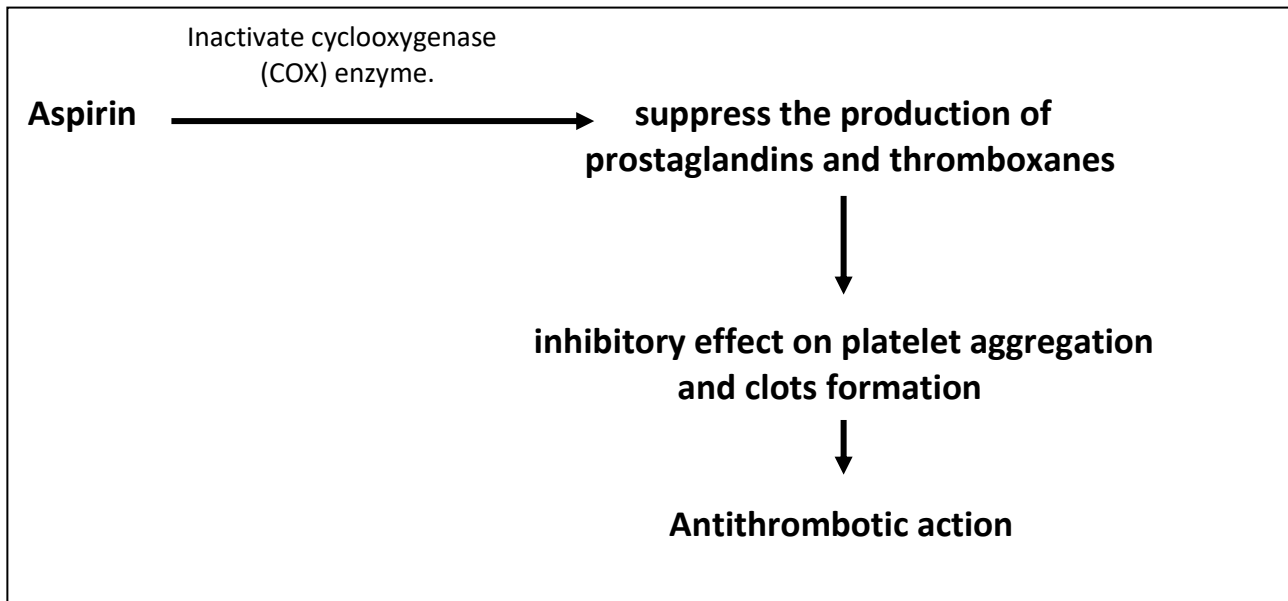 Inactivate cyclooxygenase
(COX) enzyme.
Aspirin
suppress the production of
prostaglandins and thromboxanes
inhibitory effect on platelet aggregation
and clots formation
Antithrombotic action